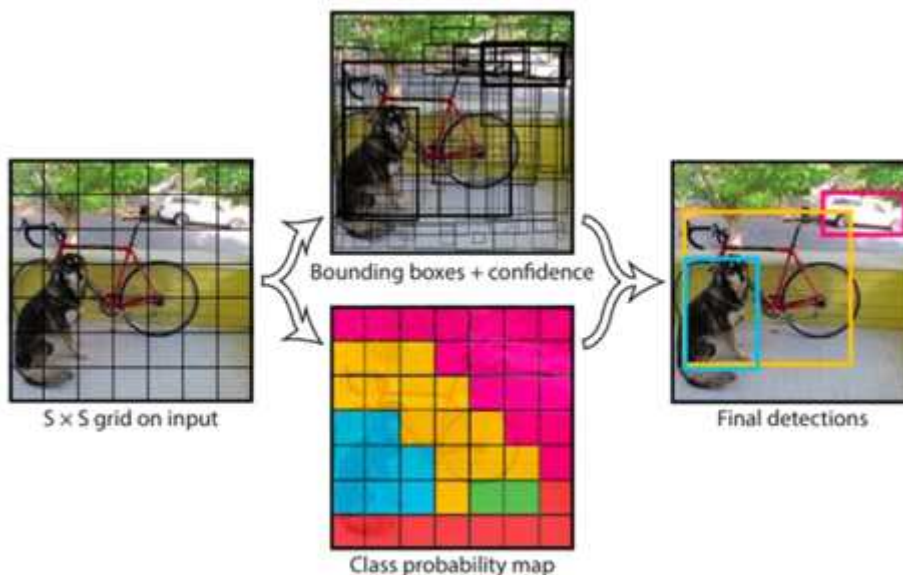 Bounding boxes + confidence
S × S grid on input
Final detections
Class probability map